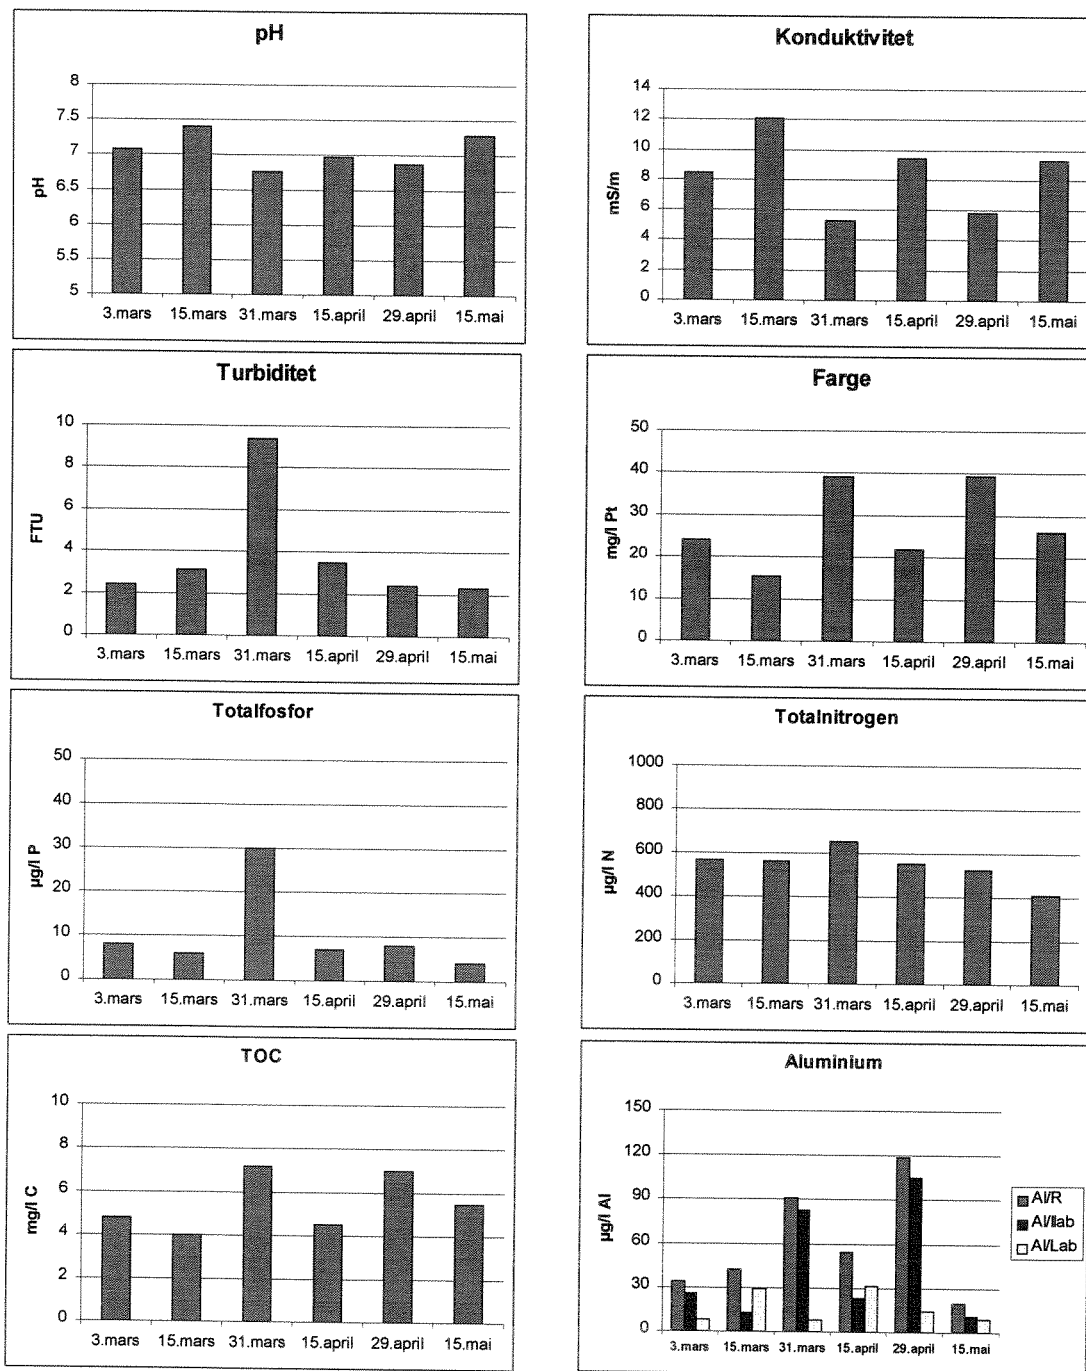 pH
8
7.5
7
6.5
6
5.5
5
pH
3.mars 15.mars 31.mars 15.april 29.april 15.mai
Konduktivitet
14
12
10
8
6
4
2
0
mS/m
3.mars 15.mars 31.mars 15.april 29.april 15.mai
Turbiditet
10
8
6
4
2
0
FTU
3.mars 15.mars 31.mars 15.april 29.april 15.mai
Farge
50
40
30
20
10
0
mg/l Pt
3.mars 15.mars 31.mars 15.april 29.april 15.mai
Totalfosfor
50
40
30
20
10
0
µg/l P
3.mars 15.mars 31.mars 15.april 29.april 15.mai
Totalnitrogen
1000
800
600
400
200
0
µg/l N
3.mars 15.mars 31.mars 15.april 29.april 15.mai
TOC
10
8
6
4
2
0
mg/l C
3.mars 15.mars 31.mars 15.april 29.april 15.mai
Aluminium
150
120
90
60
30
0
µg/l Al
3.mars 15.mars 31.mars 15.april 29.april 15.mai
Al/R
Al/Ilab
Al/Lab